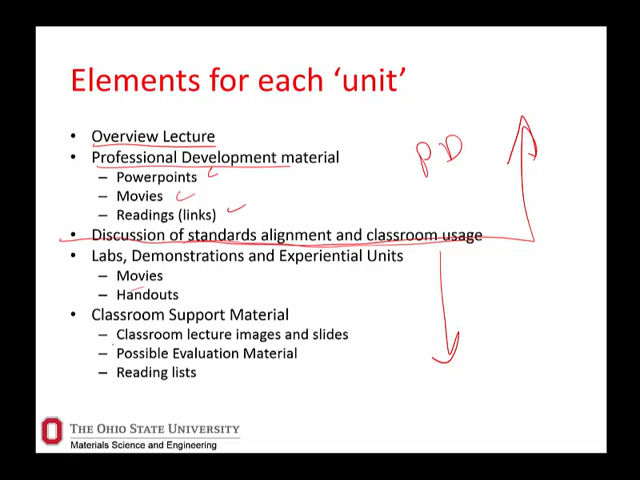 Elements for each ‘unit’
• Overview Lecture
• Professional Development material
– Powerpoints
– Movies
– Readings (links)
PD
• Discussion of standards alignment and classroom usage
• Labs, Demonstrations and Experiential Units
– Movies
– Handouts
• Classroom Support Material
– Classroom lecture images and slides
– Possible Evaluation Material
– Reading lists
THE OHIO STATE UNIVERSITY
Materials Science and Engineering